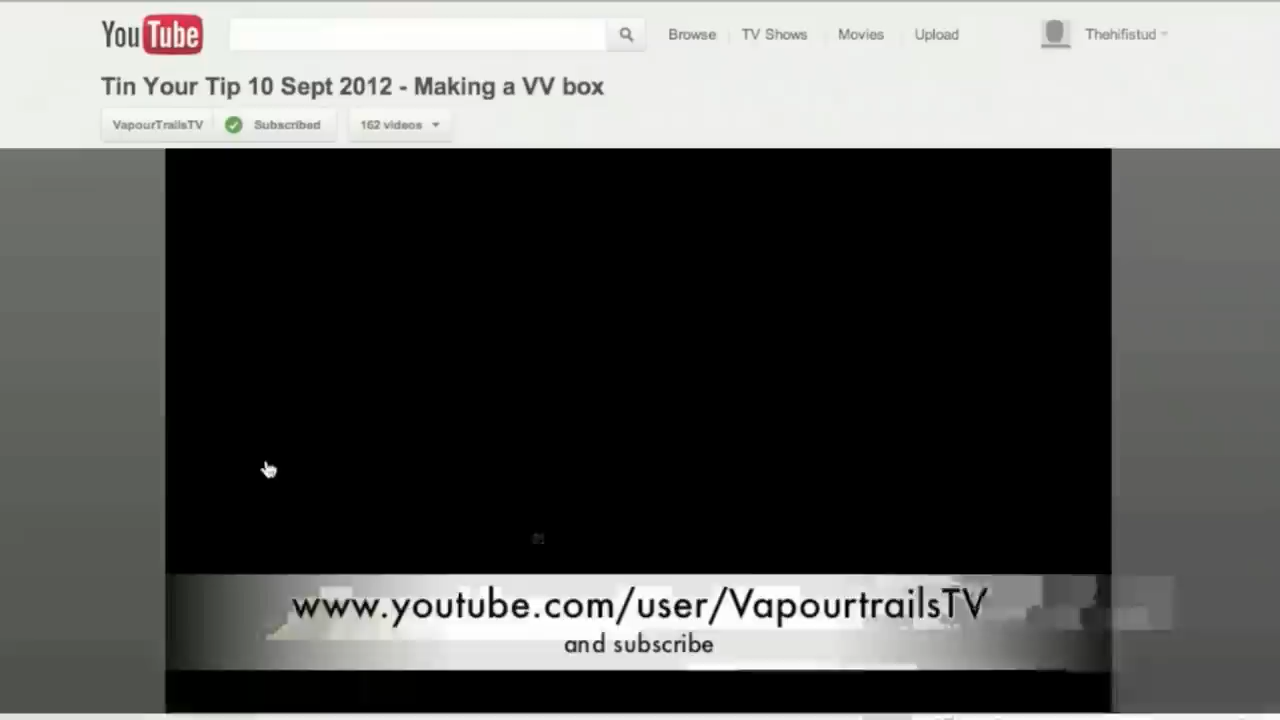 YouTube Browse TV Shows Movies Upload Thehifistud
Tin Your Tip 10 Sept 2012 - Making a VV box
VapourTrailsTV Subscribed 162 videos
www.youtube.com/user/VapourtrailsTV
and subscribe